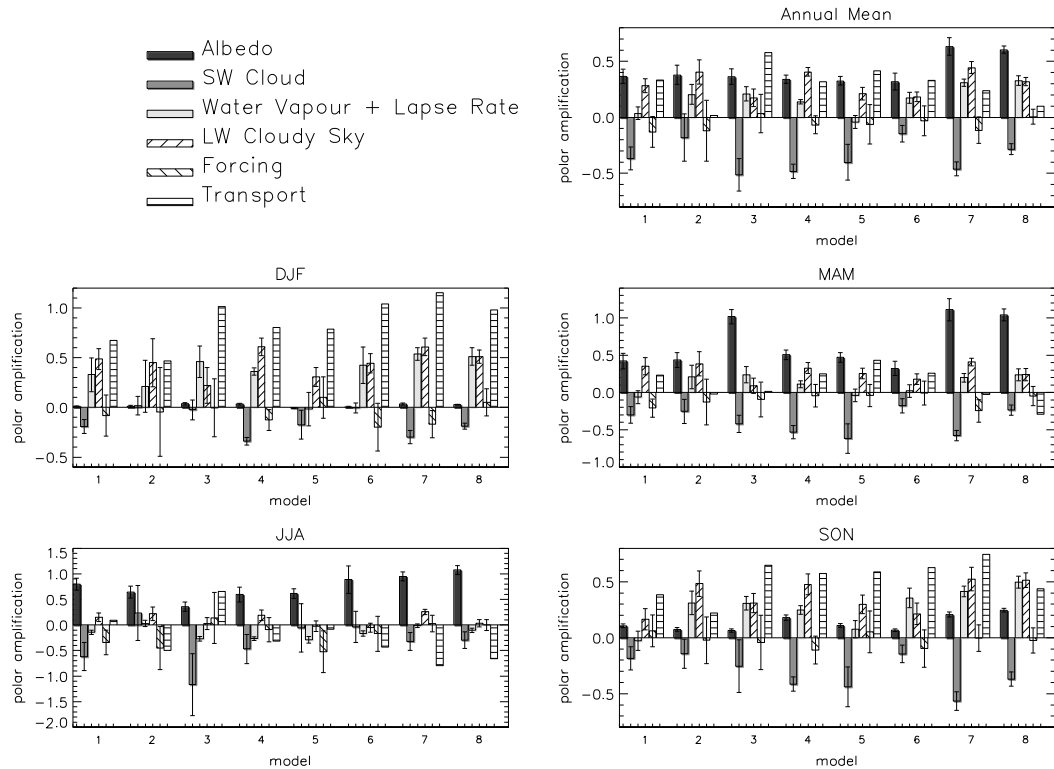 Annual Mean
Albedo
SW Cloud
Water Vapour + Lapse Rate
LW Cloudy Sky
Forcing
Transport
polar amplification
0.5
0.0
−0.5
1 2 3 4 5 6 7 8
model
DJF
polar amplification
1.0
0.5
0.0
−0.5
1 2 3 4 5 6 7 8
model
MAM
polar amplification
1.0
0.5
0.0
−0.5
−1.0
1 2 3 4 5 6 7 8
model
JJA
polar amplification
1.5
1.0
0.5
0.0
−0.5
−1.0
−1.5
−2.0
1 2 3 4 5 6 7 8
model
SON
polar amplification
0.5
0.0
−0.5
1 2 3 4 5 6 7 8
model